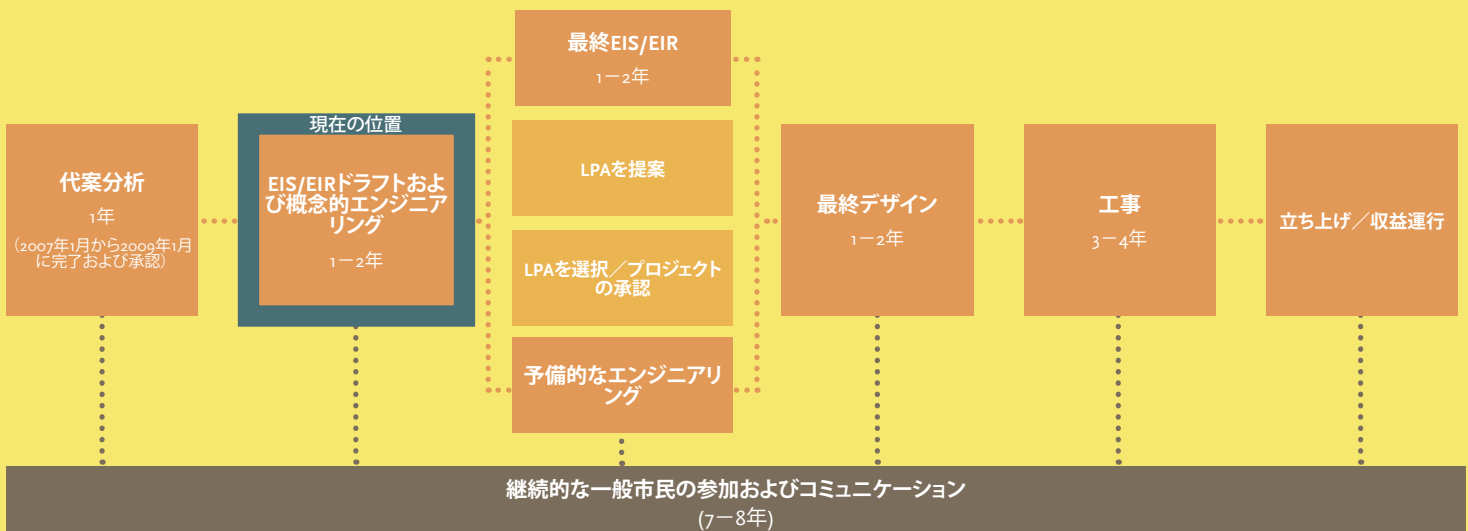 代案分析
1年
（2007年1月から2009年1月
に完了および承認）
現在の位置
EIS/EIRドラフトおよ
び概念的エンジニア
リング
1－2年
最終EIS/EIR
1－2年
LPAを提案
LPAを選択／プロジェクト
の承認
予備的なエンジニアリ
ング
最終デザイン
1－2年
工事
3－4年
立ち上げ／収益運行
継続的な一般市民の参加およびコミュニケーション
(7－8年)